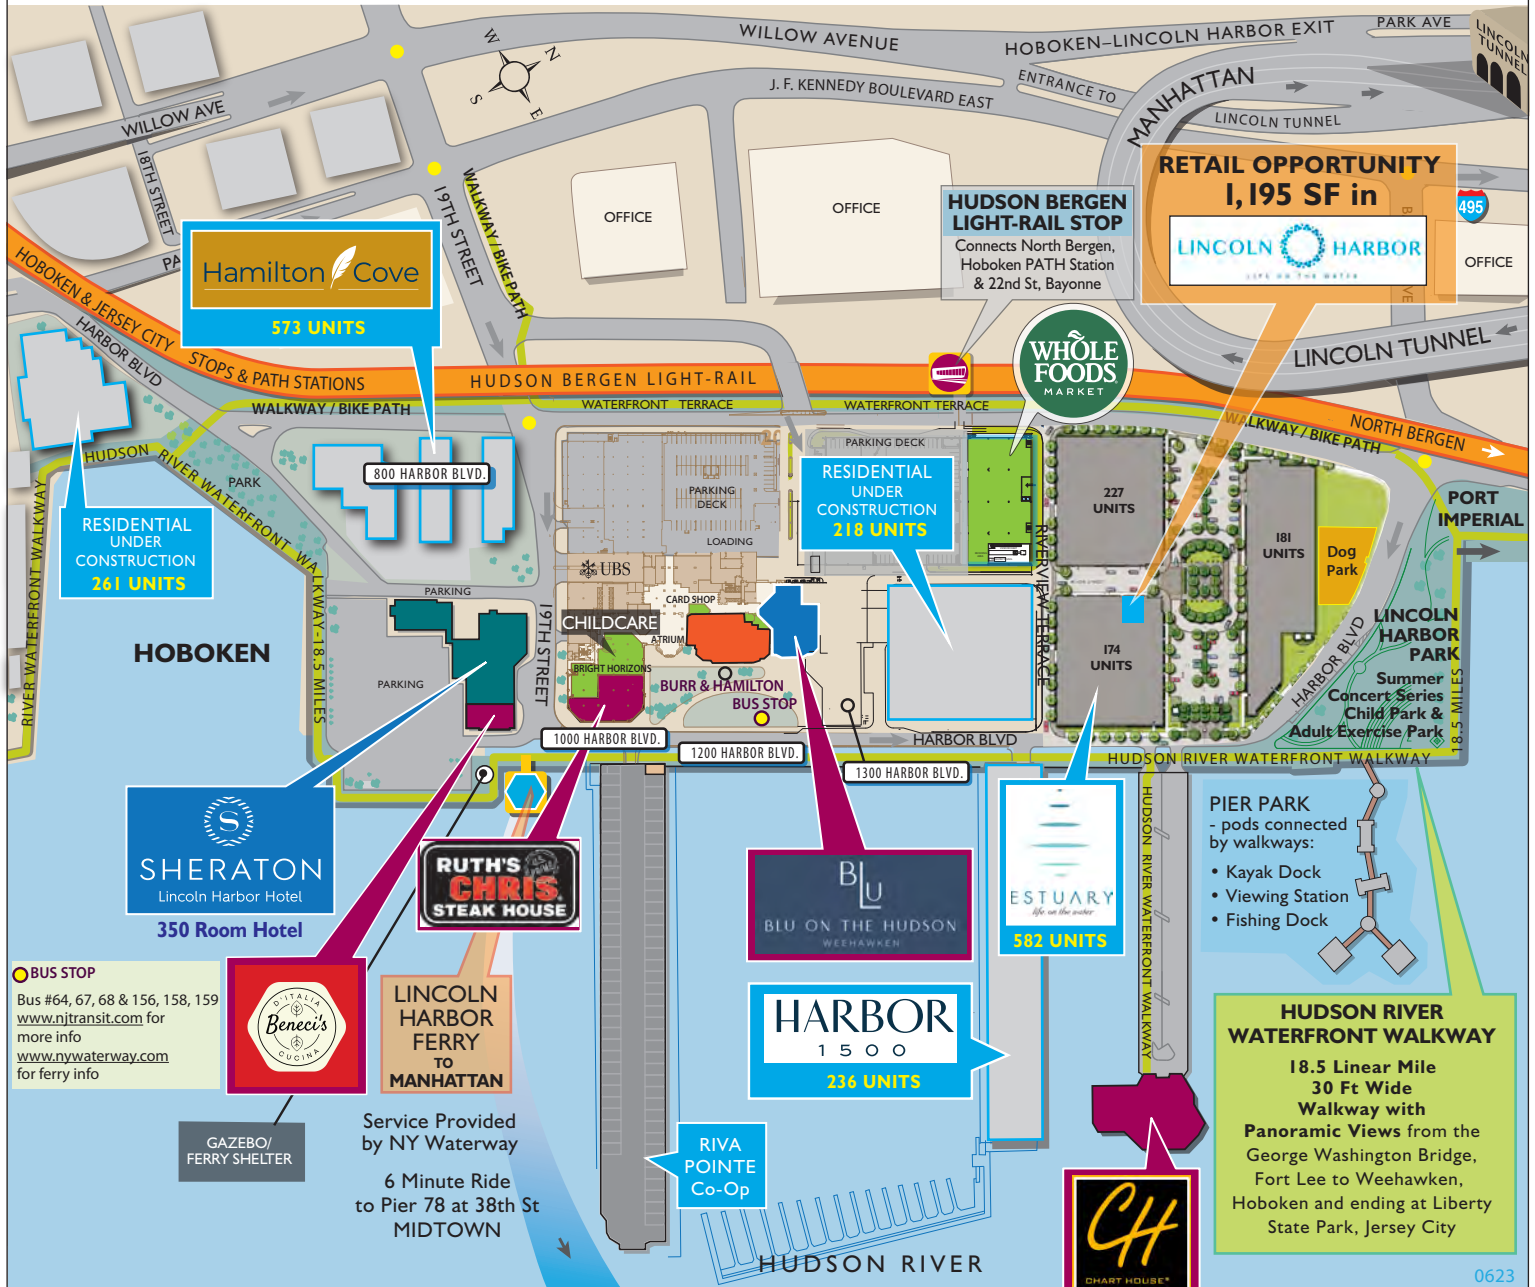 WILLOW AVENUE
HOBOKEN–LINCOLN HARBOR EXIT
PARK AVE
LINCOLN
TUNNEL
W
N
S
E
WILLOW AVE
18TH STREET
J. F. KENNEDY BOULEVARD EAST
ENTRANCE TO
LINCOLN TUNNEL
MANHATTAN
19TH STREET
WALKWAY / BIKE PATH
OFFICE
OFFICE
OFFICE
495
RETAIL OPPORTUNITY
1,195 SF in
LINCOLN HARBOR
LIFE ON THE WATER
HUDSON BERGEN
LIGHT-RAIL STOP
Connects North Bergen,
Hoboken PATH Station
& 22nd St, Bayonne
Hamilton Cove
573 UNITS
HOBOKEN & JERSEY CITY STOPS & PATH STATIONS
HARBOR BLVD
HUDSON BERGEN LIGHT-RAIL
WHOLE
FOODS
MARKET
LINCOLN TUNNEL
WALKWAY / BIKE PATH
WATERFRONT TERRACE
WATERFRONT TERRACE
WALKWAY / BIKE PATH
NORTH BERGEN
PORT
IMPERIAL
HUDSON RIVER WATERFRONT WALKWAY-18.5 MILES
RIVER WATERFRONT WALKWAY
PARK
800 HARBOR BLVD.
PARKING
DECK
LOADING
PARKING DECK
RESIDENTIAL
UNDER
CONSTRUCTION
218 UNITS
RESIDENTIAL
UNDER
CONSTRUCTION
261 UNITS
227
UNITS
181
UNITS
Dog
Park
174
UNITS
RIVERVIEW TERRACE
HOBOKEN
PARKING
PARKING
19TH STREET
UBS
CARD SHOP
CHILDCARE
ATRIUM
BRIGHT HORIZONS
BURR & HAMILTON
BUS STOP
HARBOR BLVD
LINCOLN
HARBOR
PARK
Summer
Concert Series
Child Park &
Adult Exercise Park
18.5 MILES
1000 HARBOR BLVD.
1200 HARBOR BLVD.
1300 HARBOR BLVD.
HARBOR BLVD
HUDSON RIVER WATERFRONT WALKWAY
HUDSON RIVER WATERFRONT WALKWAY
S
SHERATON
Lincoln Harbor Hotel
350 Room Hotel
RUTH'S
CHRIS
STEAK HOUSE
BLU
BLU ON THE HUDSON
WEEHAWKEN
ESTUARY
life on the water
582 UNITS
PIER PARK
- pods connected
by walkways:
• Kayak Dock
• Viewing Station
• Fishing Dock
BUS STOP
Bus #64, 67, 68 & 156, 158, 159
www.njtransit.com for
more info
www.nywaterway.com
for ferry info
D'ITALIA
Beneci's
CUCINA
LINCOLN
HARBOR
FERRY
TO
MANHATTAN
Service Provided
by NY Waterway
6 Minute Ride
to Pier 78 at 38th St
MIDTOWN
GAZEBO/
FERRY SHELTER
HARBOR
1500
236 UNITS
RIVA
POINTE
Co-Op
HUDSON RIVER
WATERFRONT WALKWAY
18.5 Linear Mile
30 Ft Wide
Walkway with
Panoramic Views from the
George Washington Bridge,
Fort Lee to Weehawken,
Hoboken and ending at Liberty
State Park, Jersey City
CH
CHART HOUSE
HUDSON RIVER
0623